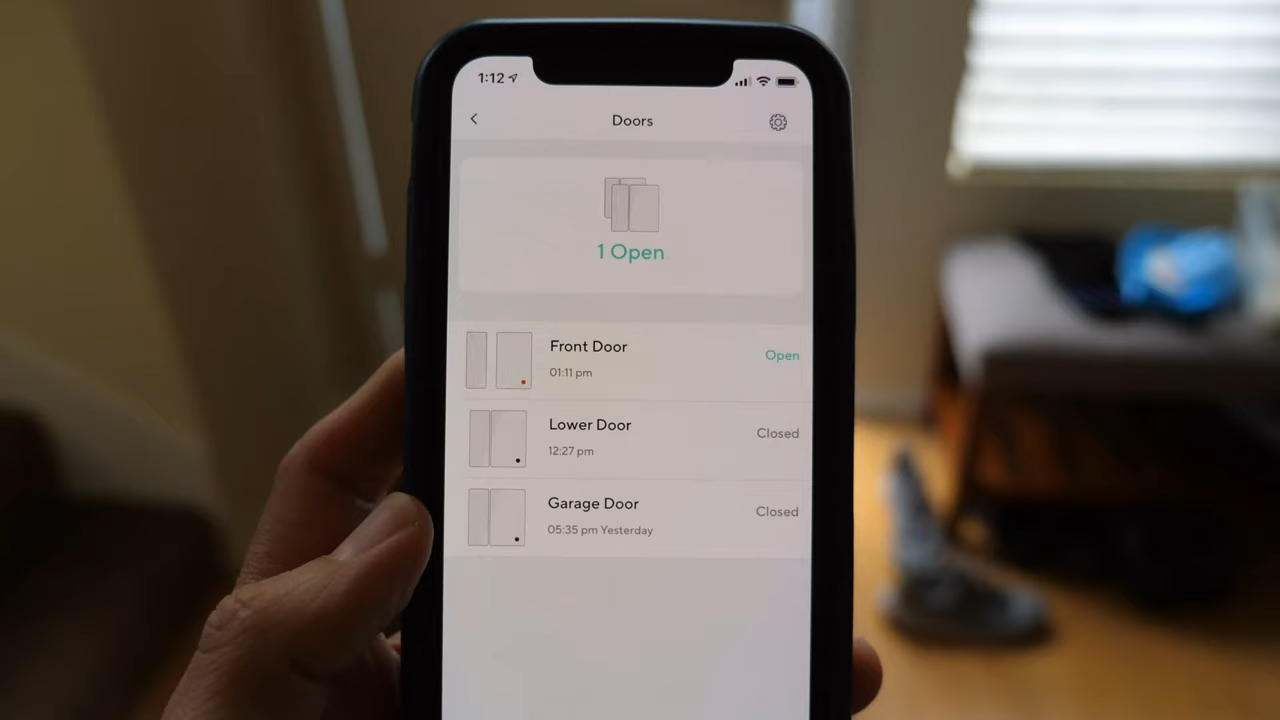 1:12
Doors
1 Open
Front Door
01:11 pm
Open
Lower Door
12:27 pm
Closed
Garage Door
05:35 pm Yesterday
Closed